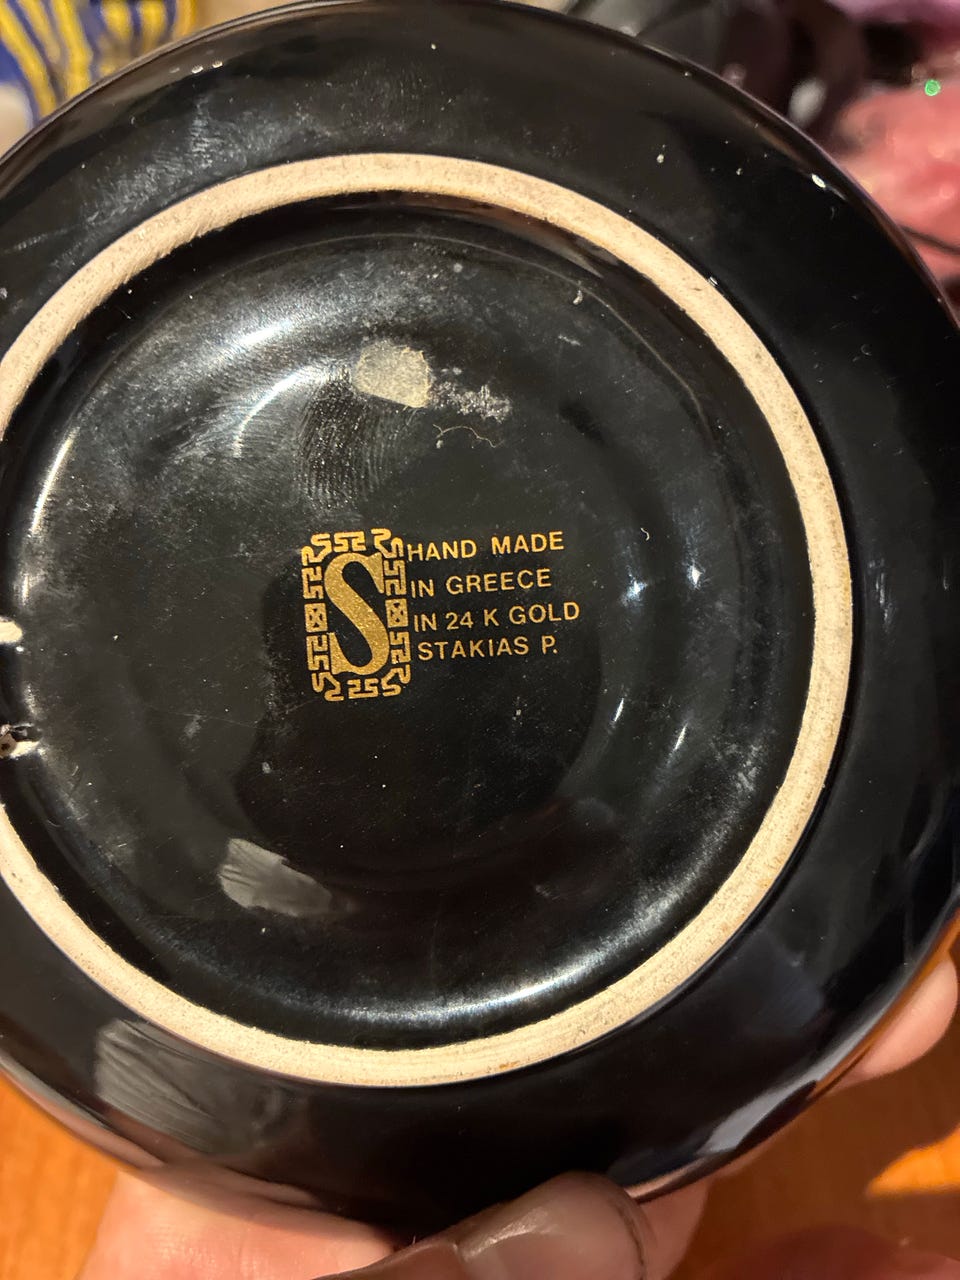 S
HAND MADE
IN GREECE
IN 24 K GOLD
STAKIAS P.